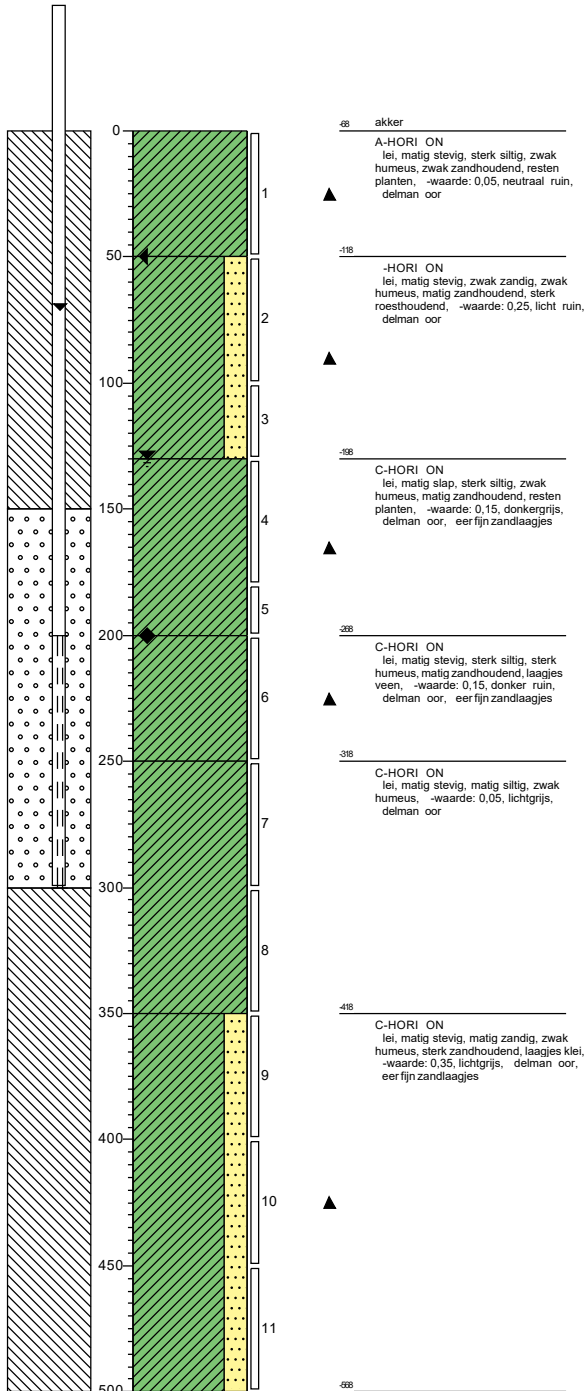 -68 akker
0
A-HORI ON
lei, matig stevig, sterk siltig, zwak
humeus, zwak zandhoudend, resten
planten, -waarde: 0,05, neutraal ruin,
delman oor
1
50
-118
-HORI ON
lei, matig stevig, zwak zandig, zwak
humeus, matig zandhoudend, sterk
roesthoudend, -waarde: 0,25, licht ruin,
delman oor
2
100
3
-198
C-HORI ON
lei, matig slap, sterk siltig, zwak
humeus, matig zandhoudend, resten
planten, -waarde: 0,15, donkergrijs,
delman oor, eer fijn zandlaagjes
4
150
5
200
-268
C-HORI ON
lei, matig stevig, sterk siltig, sterk
humeus, matig zandhoudend, laagjes
veen, -waarde: 0,15, donker ruin,
delman oor, eer fijn zandlaagjes
6
250
-318
C-HORI ON
lei, matig stevig, matig siltig, zwak
humeus, -waarde: 0,05, lichtgrijs,
delman oor
7
300
8
350
-418
C-HORI ON
lei, matig stevig, matig zandig, zwak
humeus, sterk zandhoudend, laagjes klei,
-waarde: 0,35, lichtgrijs, delman oor,
eer fijn zandlaagjes
9
400
10
450
11
500
-568